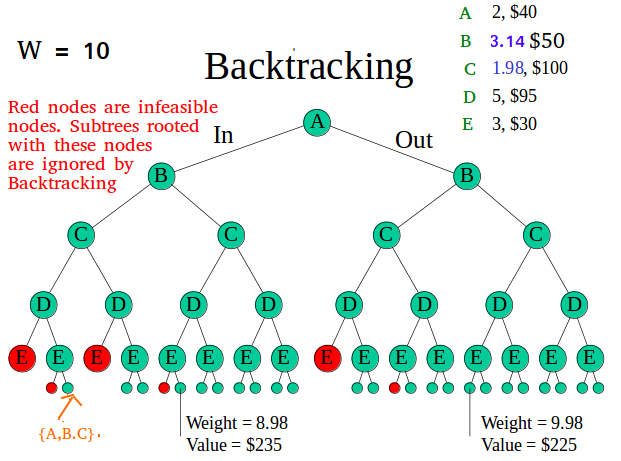 W = 10
Backtracking
A 2, $40
B 3.14 $50
C 1.98, $100
D 5, $95
E 3, $30
Red nodes are infeasible
nodes. Subtrees rooted
with these nodes
are ignored by
Backtracking
In
Out
A
B B
C C C C
D D D D D D D D
E E E E E E E E E E E E E E E E
{A,B.C}
Weight = 8.98
Value = $235
Weight = 9.98
Value = $225